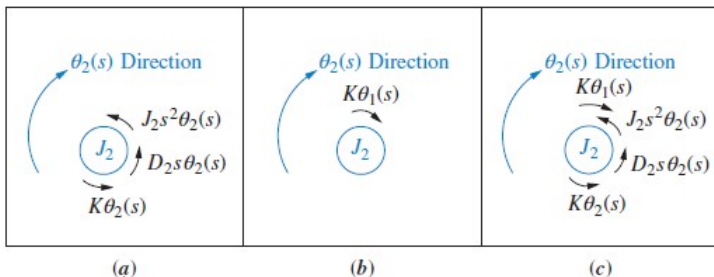 θ₂(s) Direction
J₂s²θ₂(s)
J₂
D₂sθ₂(s)
Kθ₂(s)
(a)
θ₂(s) Direction
Kθ₁(s)
J₂
(b)
θ₂(s) Direction
Kθ₁(s)
J₂s²θ₂(s)
J₂
D₂sθ₂(s)
Kθ₂(s)
(c)